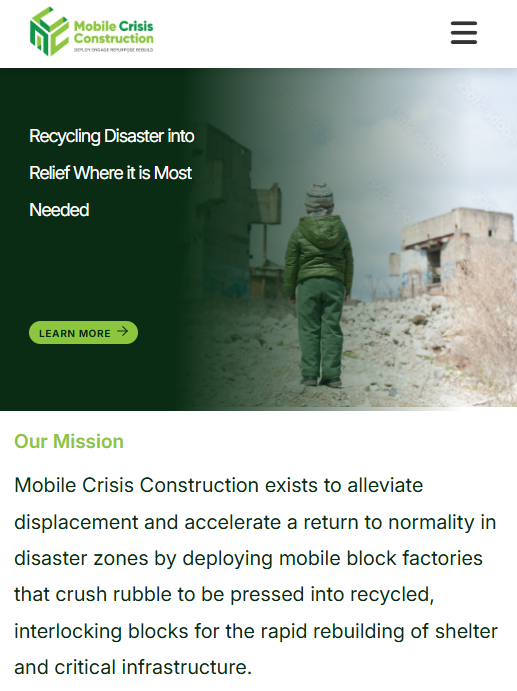 Mobile Crisis
Construction
DEPLOY ENGAGE REPURPOSE REBUILD
Recycling Disaster into
Relief Where it is Most
Needed
LEARN MORE →
Our Mission
Mobile Crisis Construction exists to alleviate
displacement and accelerate a return to normality in
disaster zones by deploying mobile block factories
that crush rubble to be pressed into recycled,
interlocking blocks for the rapid rebuilding of shelter
and critical infrastructure.